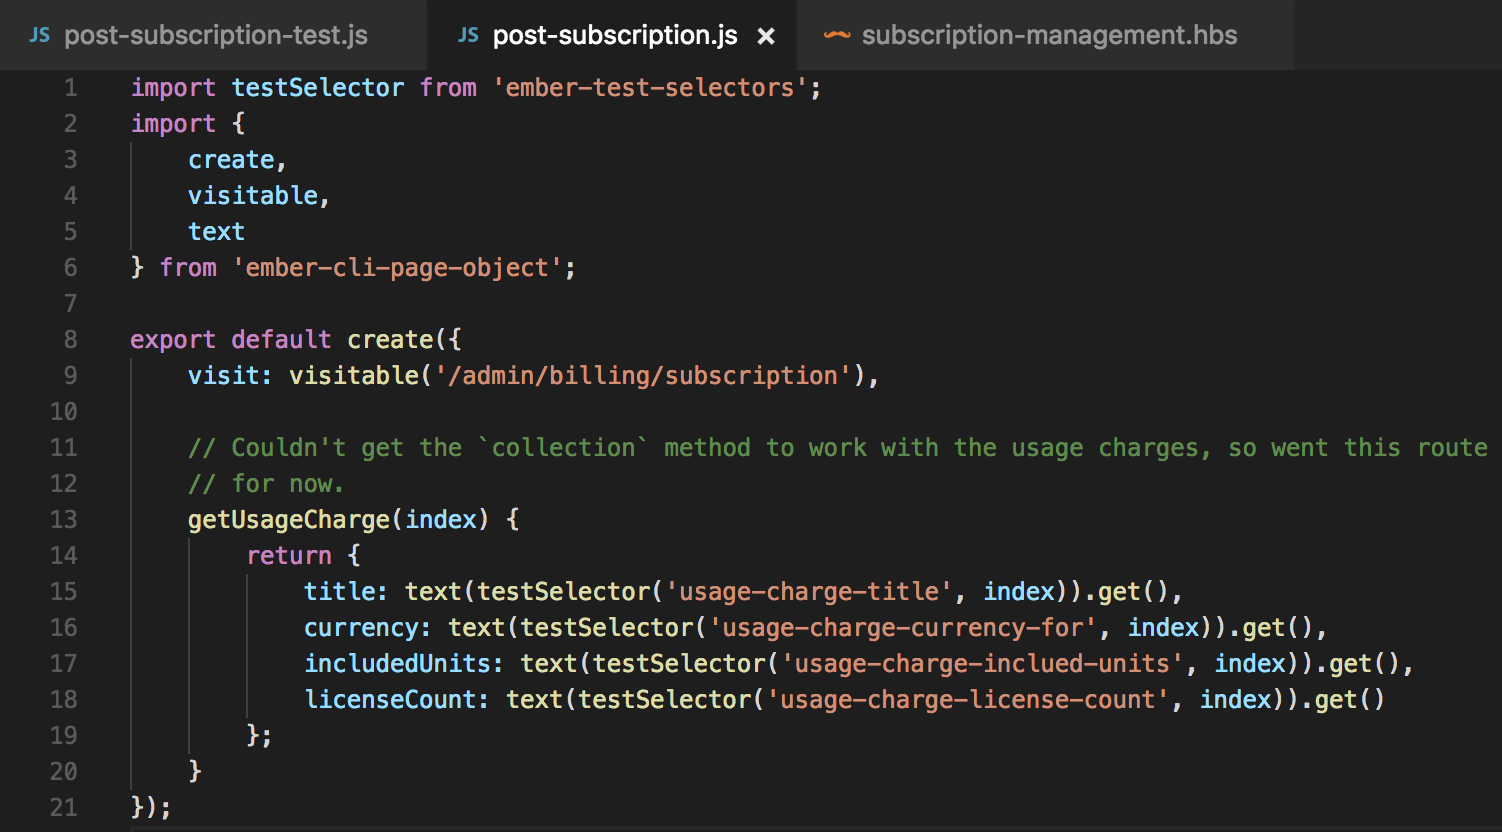 JS post-subscription-test.js JS post-subscription.js × subscription-management.hbs
1 import testSelector from 'ember-test-selectors';
2 import {
3 create,
4 visitable,
5 text
6 } from 'ember-cli-page-object';
7
8 export default create({
9 visit: visitable('/admin/billing/subscription'),
10
11 // Couldn't get the `collection` method to work with the usage charges, so went this route
12 // for now.
13 getUsageCharge(index) {
14 return {
15 title: text(testSelector('usage-charge-title', index)).get(),
16 currency: text(testSelector('usage-charge-currency-for', index)).get(),
17 includedUnits: text(testSelector('usage-charge-inclued-units', index)).get(),
18 licenseCount: text(testSelector('usage-charge-license-count', index)).get()
19 };
20 }
21 });